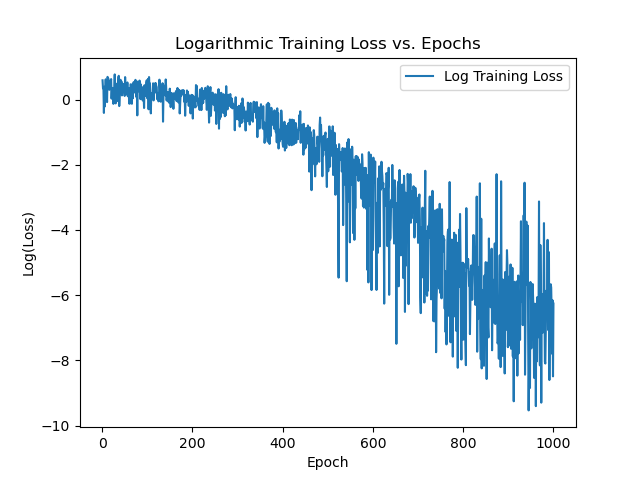 Logarithmic Training Loss vs. Epochs
Log Training Loss
0
−2
−4
−6
−8
−10
Log(Loss)
0 200 400 600 800 1000
Epoch